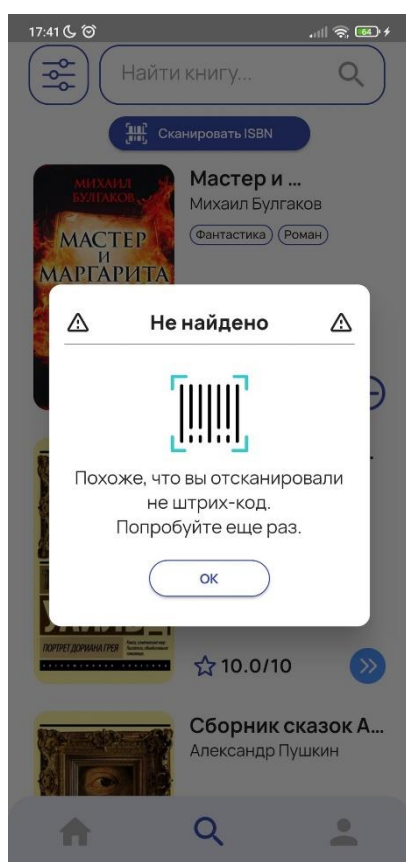 17:41
64
Найти книгу...
Сканировать ISBN
МИХАИЛ
БУЛГАКОВ
МАСТЕР
И
МАРГАРИТА
Мастер и ...
Михаил Булгаков
Фантастика Роман
Не найдено
Похоже, что вы отсканировали
не штрих-код.
Попробуйте еще раз.
ОК
ПОРТРЕТ ДОРИАНА ГРЕЯ
10.0/10
Сборник сказок А...
Александр Пушкин